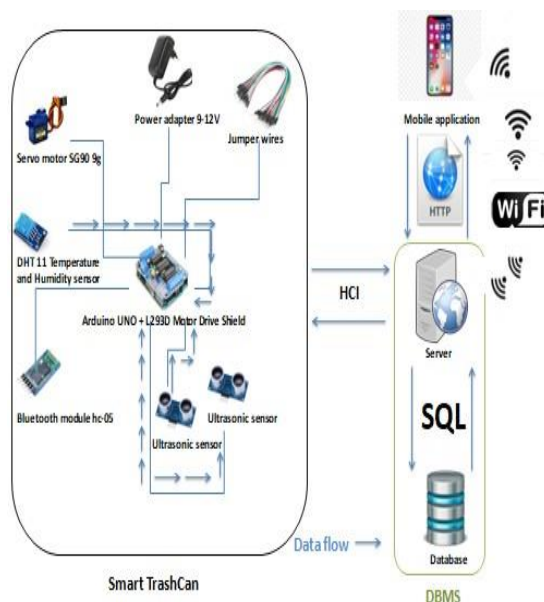 Power adapter 9-12V
Jumper wires
Servo motor SG90 9g
DHT 11 Temperature
and Humidity sensor
Arduino UNO + L293D Motor Drive Shield
Bluetooth module hc-05
Ultrasonic sensor
Ultrasonic sensor
Smart TrashCan
HCI
Data flow
Mobile application
HTTP
Wi Fi
Server
SQL
Database
DBMS